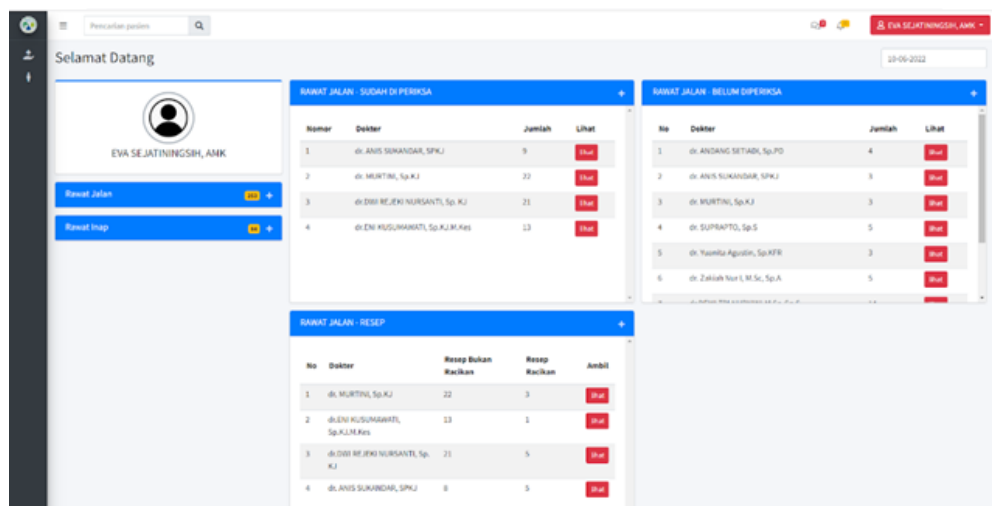 Pencarian pasien
EVA SEJATININGSIH, AMK
Selamat Datang
10-06-2022
EVA SEJATININGSIH, AMK
Rawat Jalan
Rawat Inap
RAWAT JALAN - SUDAH DI PERIKSA
Nomor Dokter Jumlah Lihat
1 dr. ANIS SUKANDAR, SPKJ 9 lihat
2 dr. MURTINI, Sp.KJ 22 lihat
3 dr.DWI REJEKI NURSANTI, Sp. KJ 21 lihat
4 dr.ENI KUSUMAWATI, Sp.KJ.M.Kes 13 lihat
RAWAT JALAN - BELUM DIPERIKSA
No Dokter Jumlah Lihat
1 dr. ANDANG SETIADI, Sp.PD 4 lihat
2 dr. ANIS SUKANDAR, SPKJ 3 lihat
3 dr. MURTINI, Sp.KJ 3 lihat
4 dr. SUPRAPTO, Sp.S 5 lihat
5 dr. Yusnita Agustin, Sp.KFR 3 lihat
6 dr. Zakiah Nur I, M.Sc, Sp.A 5 lihat
RAWAT JALAN - RESEP
No Dokter Resep Bukan Racikan Resep Racikan Ambil
1 dr. MURTINI, Sp.KJ 22 3 lihat
2 dr.ENI KUSUMAWATI, Sp.KJ.M.Kes 13 1 lihat
3 dr.DWI REJEKI NURSANTI, Sp. KJ 21 5 lihat
4 dr. ANIS SUKANDAR, SPKJ 8 5 lihat